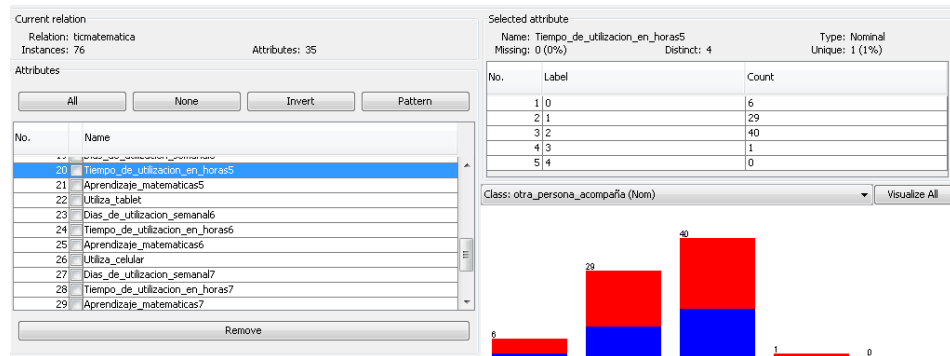 Current relation
Relation: ticmatematica
Instances: 76 Attributes: 35
Attributes
All None Invert Pattern
No. Name
19 Dias_de_utilizacion_semanal6
20 Tiempo_de_utilizacion_en_horas5
21 Aprendizaje_matematicas5
22 Utiliza_tablet
23 Dias_de_utilizacion_semanal6
24 Tiempo_de_utilizacion_en_horas6
25 Aprendizaje_matematicas6
26 Utiliza_celular
27 Dias_de_utilizacion_semanal7
28 Tiempo_de_utilizacion_en_horas7
29 Aprendizaje_matematicas7
Remove
Selected attribute
Name: Tiempo_de_utilizacion_en_horas5 Type: Nominal
Missing: 0 (0%) Distinct: 4 Unique: 1 (1%)
No. Label Count
1 0 6
2 1 29
3 2 40
4 3 1
5 4 0
Class: otra_persona_acompaña (Nom) Visualize All
40
29
6
1
0